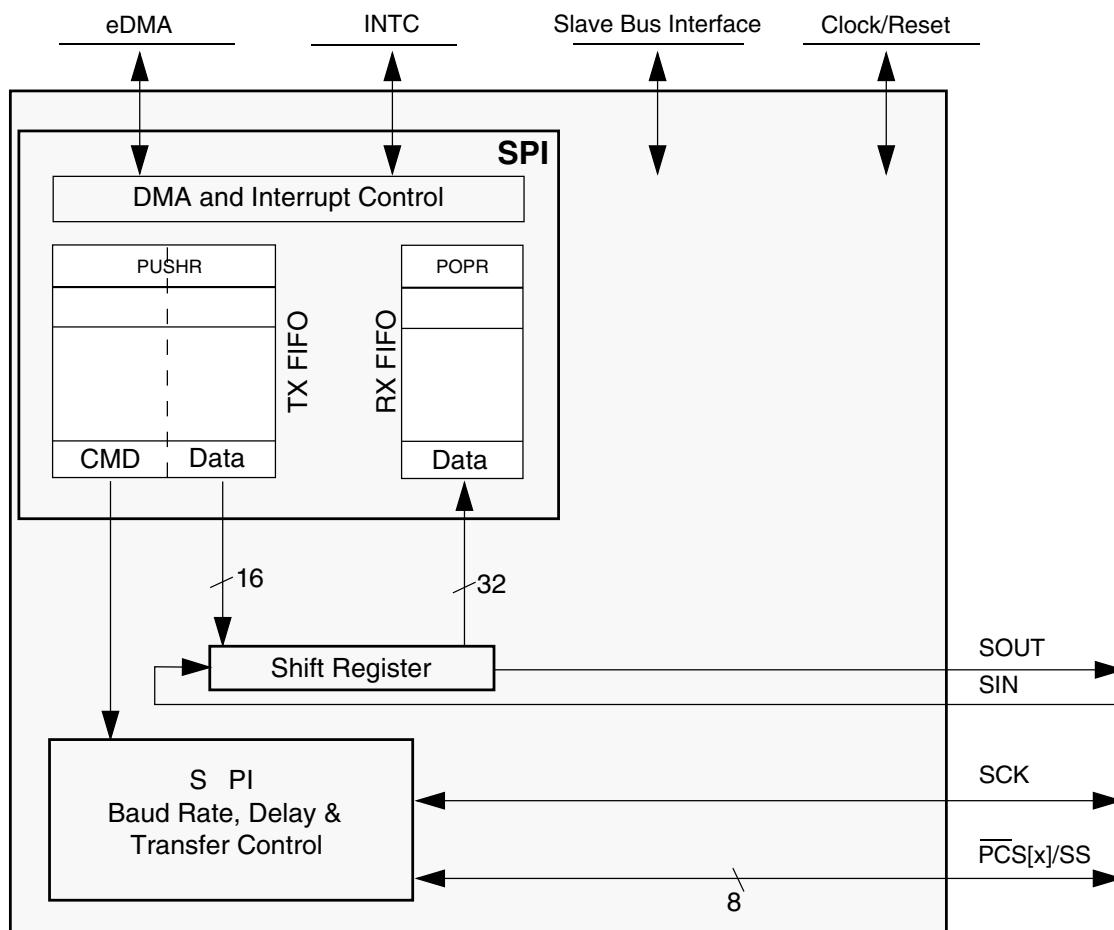 eDMA
INTC
Slave Bus Interface
Clock/Reset
SPI
DMA and Interrupt Control
PUSHR
POPR
TX FIFO
RX FIFO
CMD
Data
Data
16
32
Shift Register
SOUT
SIN
S PI
Baud Rate, Delay &
Transfer Control
SCK
PCS[x]/SS
8